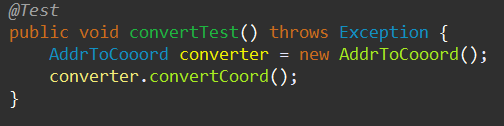 @Test
public void convertTest() throws Exception {
    AddrToCooord converter = new AddrToCooord();
    converter.convertCoord();
}